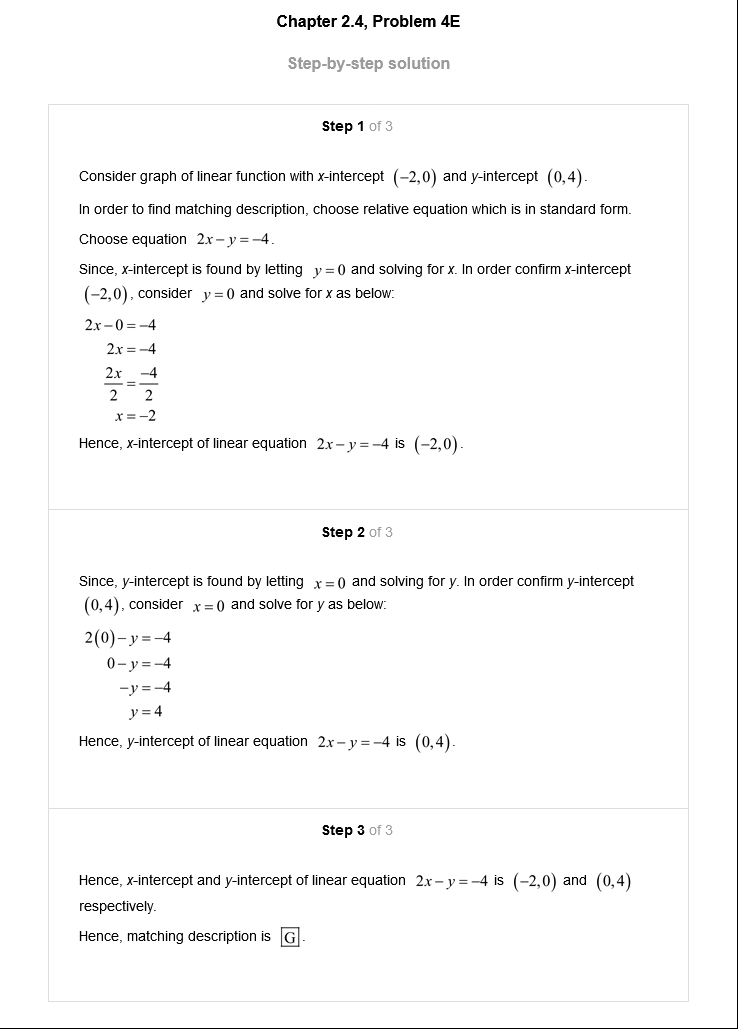 Chapter 2.4, Problem 4E
Step-by-step solution
Step 1 of 3
Consider graph of linear function with x-intercept (−2,0) and y-intercept (0,4).
In order to find matching description, choose relative equation which is in standard form.
Choose equation 2x−y=−4.
Since, x-intercept is found by letting y=0 and solving for x. In order confirm x-intercept
(−2,0), consider y=0 and solve for x as below:
2x−0=−4
2x=−4
2x/2=−4/2
x=−2
Hence, x-intercept of linear equation 2x−y=−4 is (−2,0).
Step 2 of 3
Since, y-intercept is found by letting x=0 and solving for y. In order confirm y-intercept
(0,4), consider x=0 and solve for y as below:
2(0)−y=−4
0−y=−4
−y=−4
y=4
Hence, y-intercept of linear equation 2x−y=−4 is (0,4).
Step 3 of 3
Hence, x-intercept and y-intercept of linear equation 2x−y=−4 is (−2,0) and (0,4)
respectively.
Hence, matching description is G.